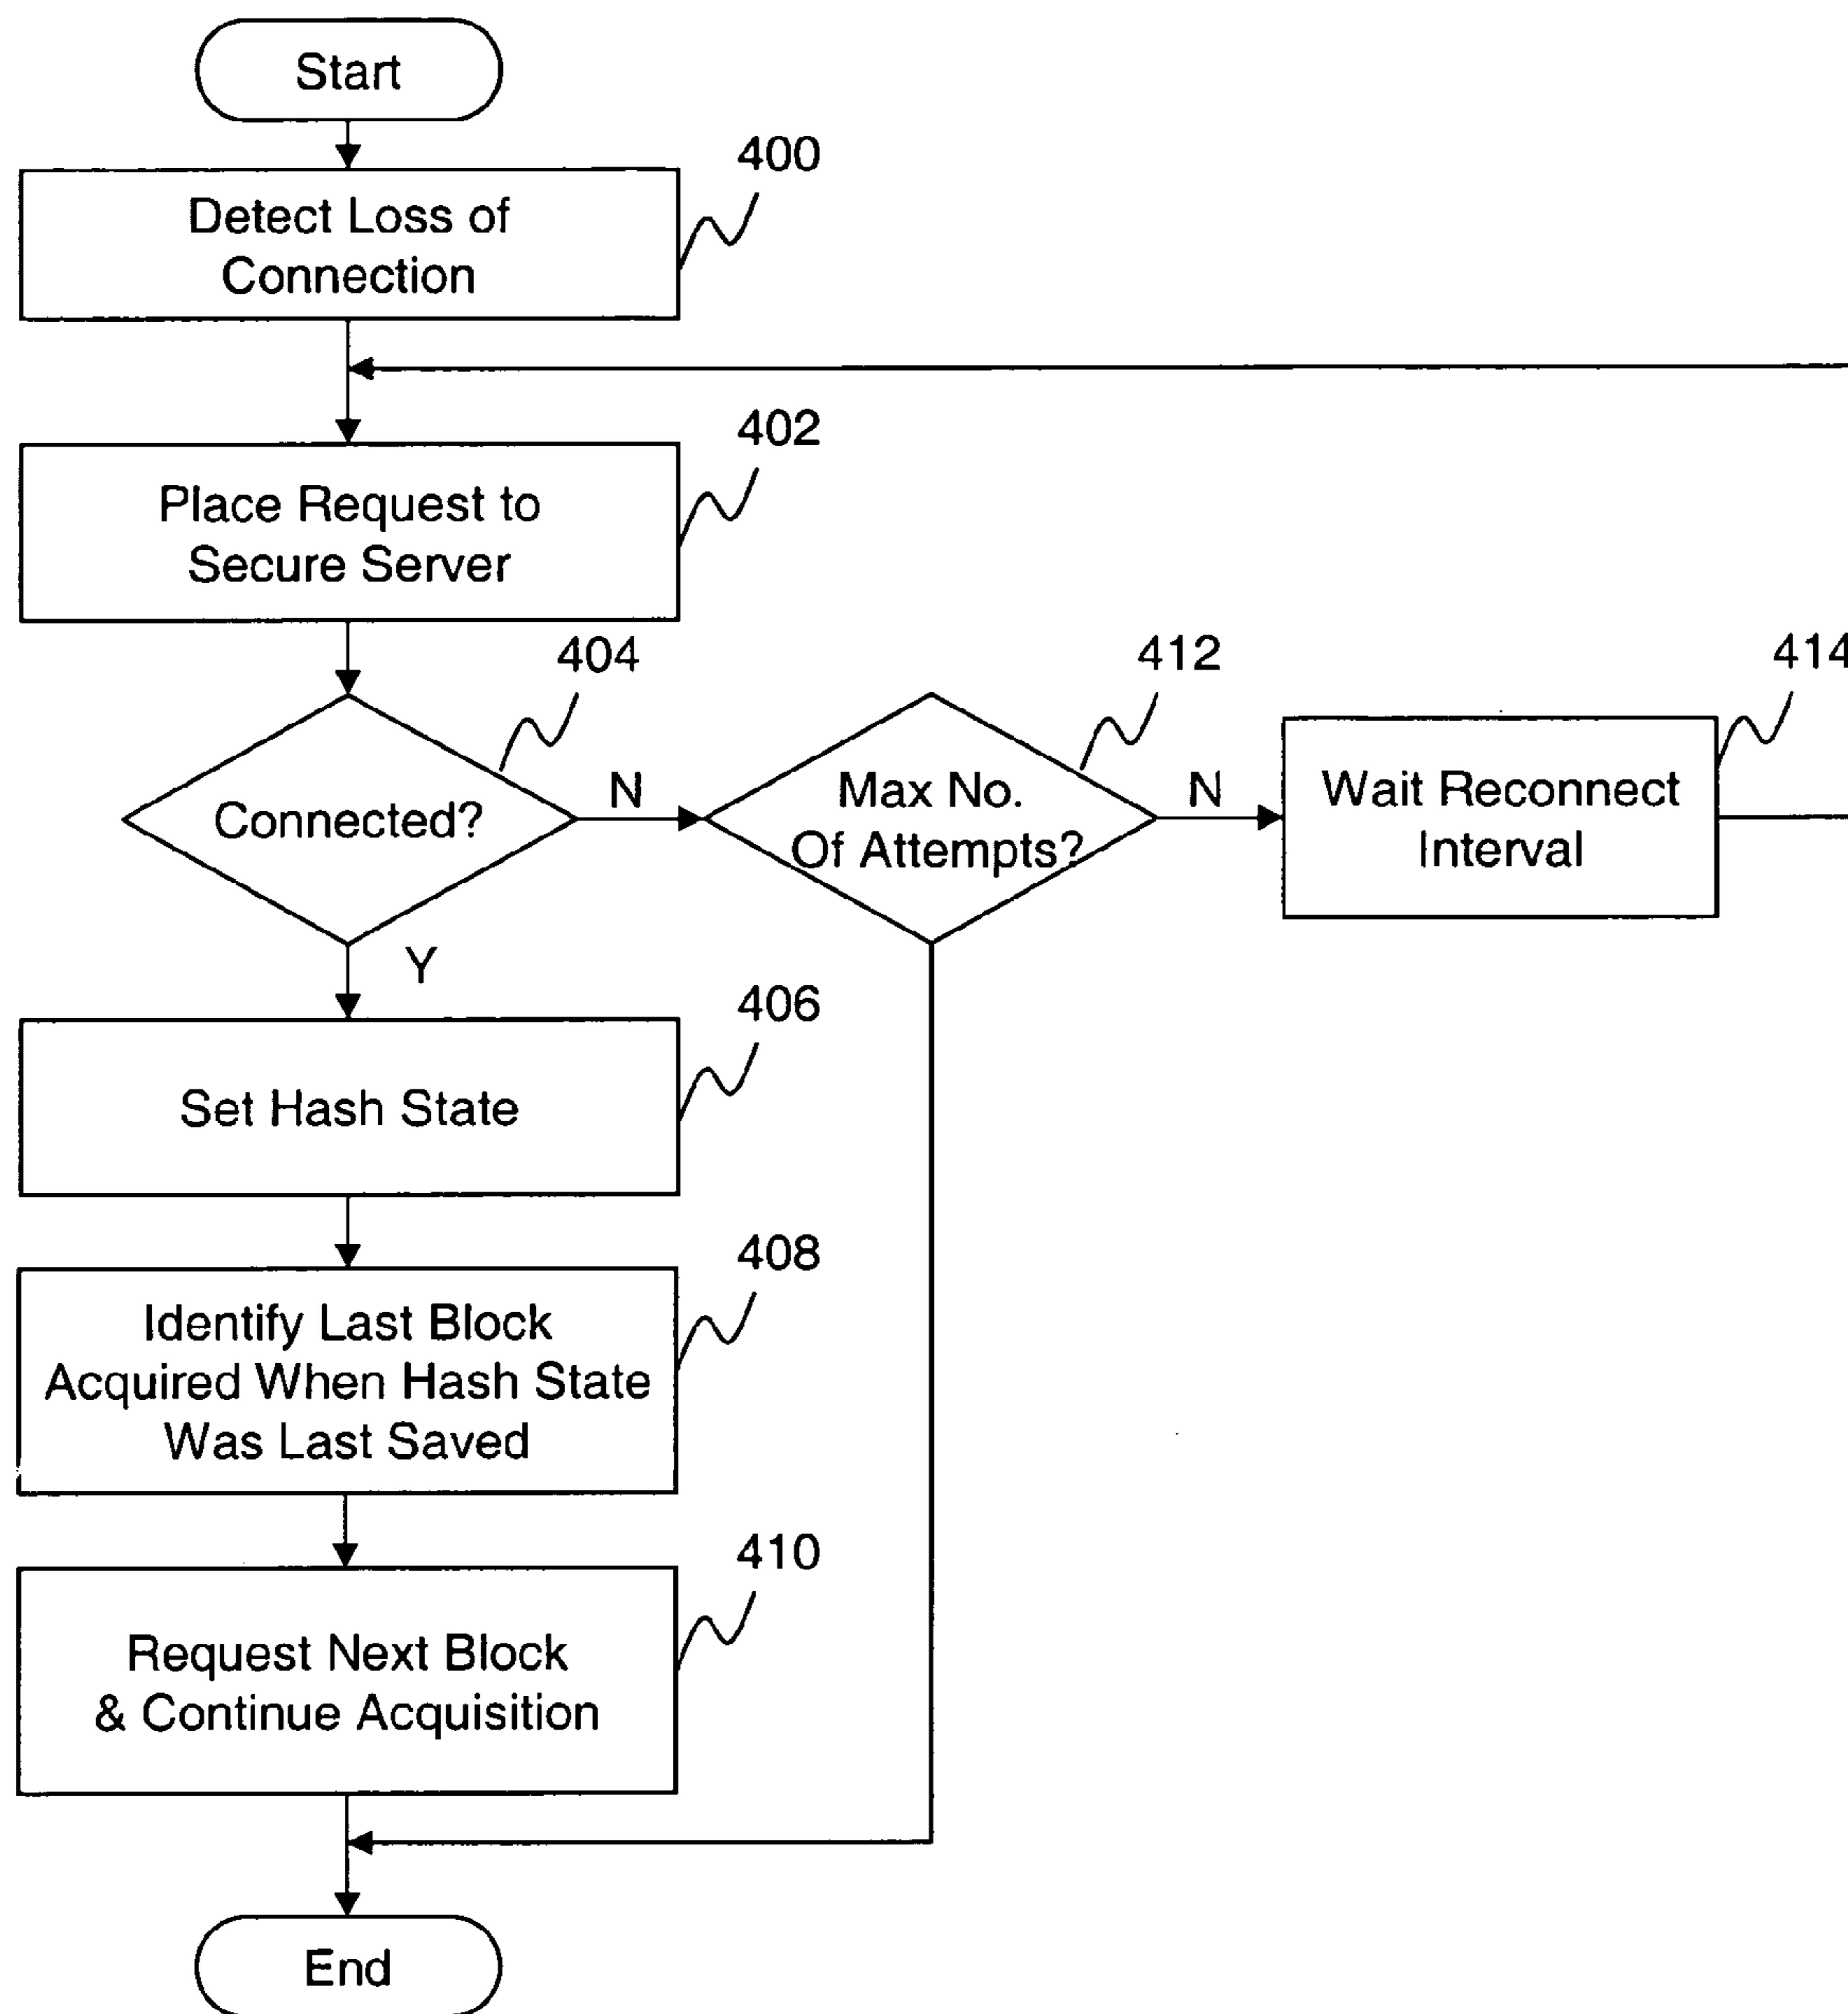 Start
400
Detect Loss of
Connection
402
Place Request to
Secure Server
404
412
414
Connected?
N
Max No.
Of Attempts?
N
Wait Reconnect
Interval
Y
406
Set Hash State
408
Identify Last Block
Acquired When Hash State
Was Last Saved
410
Request Next Block
& Continue Acquisition
End